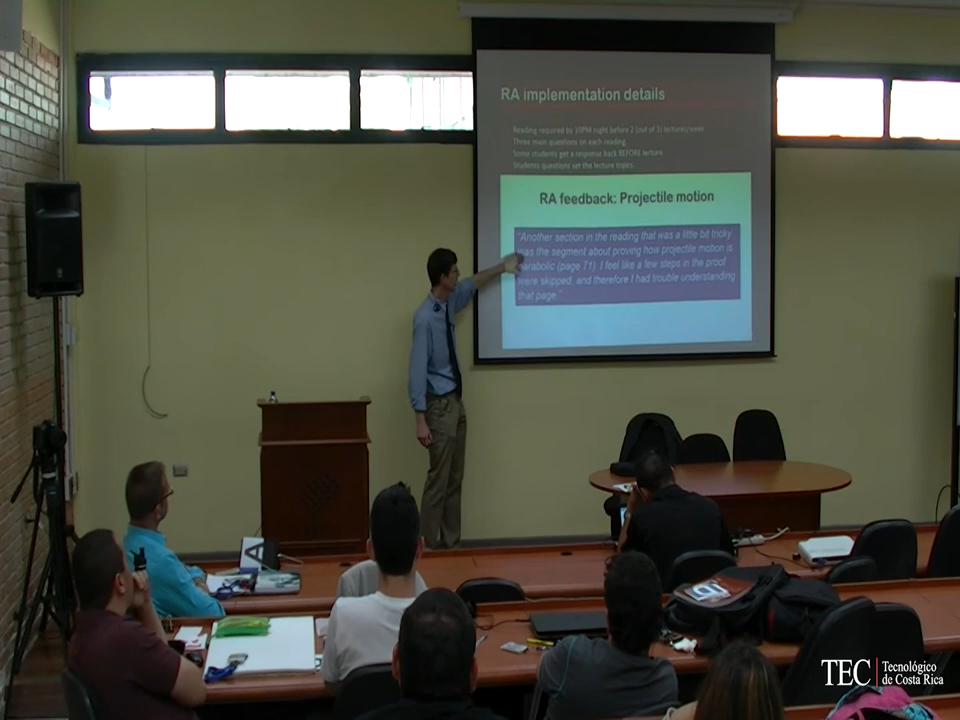 RA implementation details
Reading required by 10PM night before 2 (out of 3) lectures/week
Three main questions on each reading.
Some students get a response back BEFORE lecture
Students questions set the lecture topics.
RA feedback: Projectile motion
"Another section in the reading that was a little bit tricky
was the segment about proving how projectile motion is
parabolic (page 71). I feel like a few steps in the proof
were skipped, and therefore I had trouble understanding
that page."
TEC Tecnológico
de Costa Rica